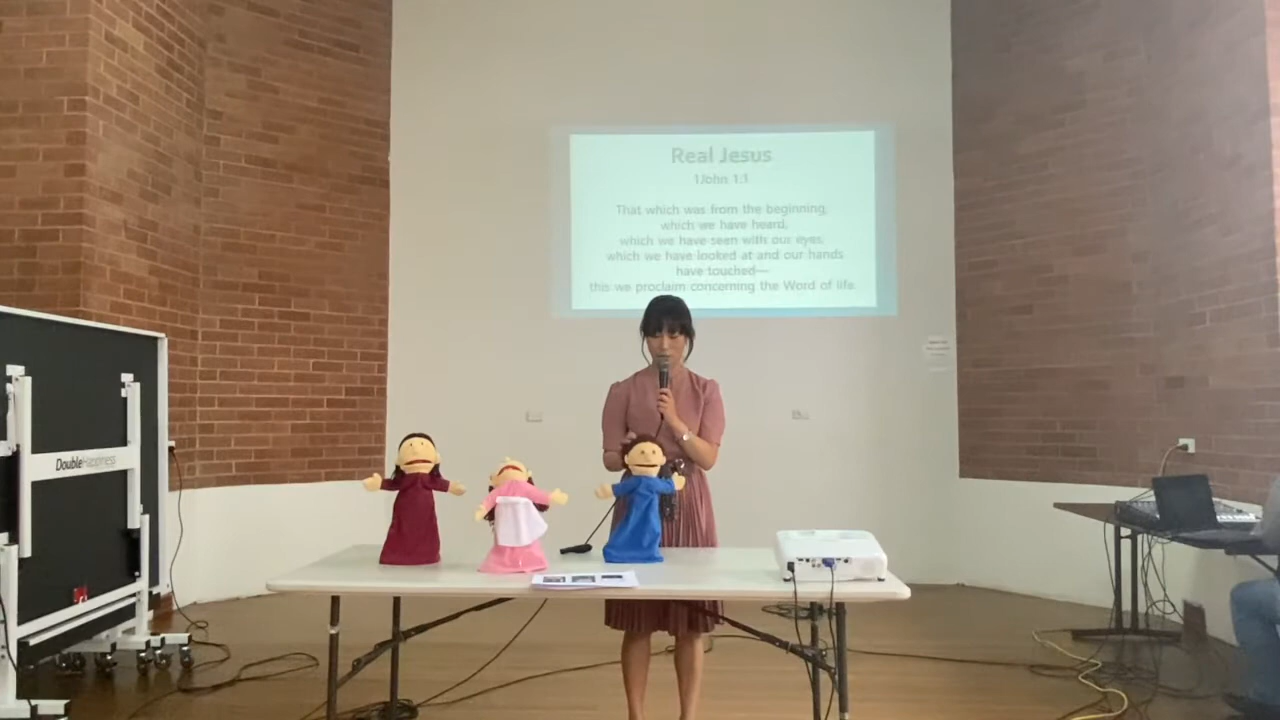 Real Jesus
1John 1:1
That which was from the beginning,
which we have heard,
which we have seen with our eyes,
which we have looked at and our hands
have touched—
this we proclaim concerning the Word of life.
DoubleHappiness